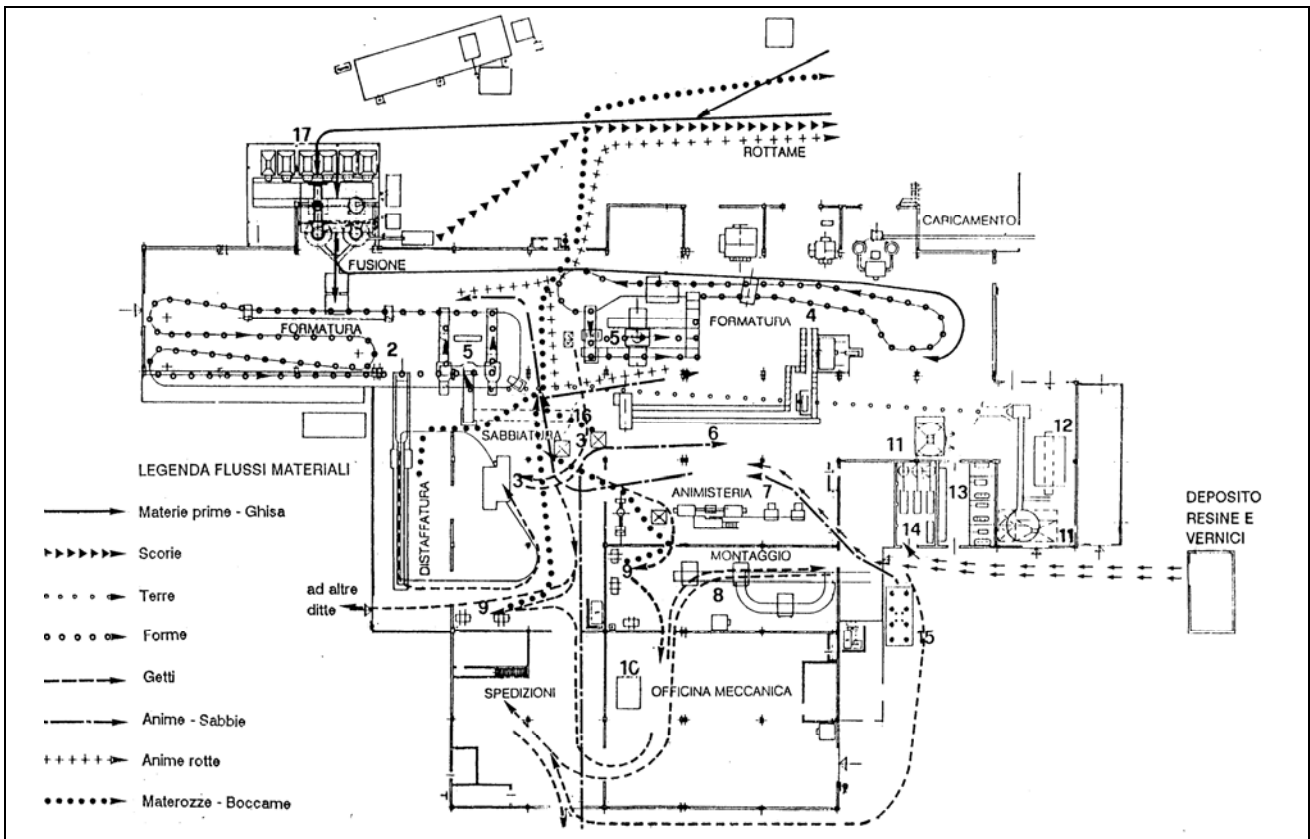 17
ROTTAME
CARICAMENTO
FUSIONE
FORMATURA
FORMATURA
4
5
2
5
16
SABBIATURA
3
6
11
12
3
ANIMISTERIA
7
13
LEGENDA FLUSSI MATERIALI
DISTAFFATURA
14
11
DEPOSITO
RESINE E
VERNICI
Materie prime - Ghisa
MONTAGGIO
Scorie
9
8
ad altre
ditte
9
Terre
15
Forme
10
Getti
SPEDIZIONI
OFFICINA MECCANICA
Anime - Sabbie
Anime rotte
Materozze - Boccame